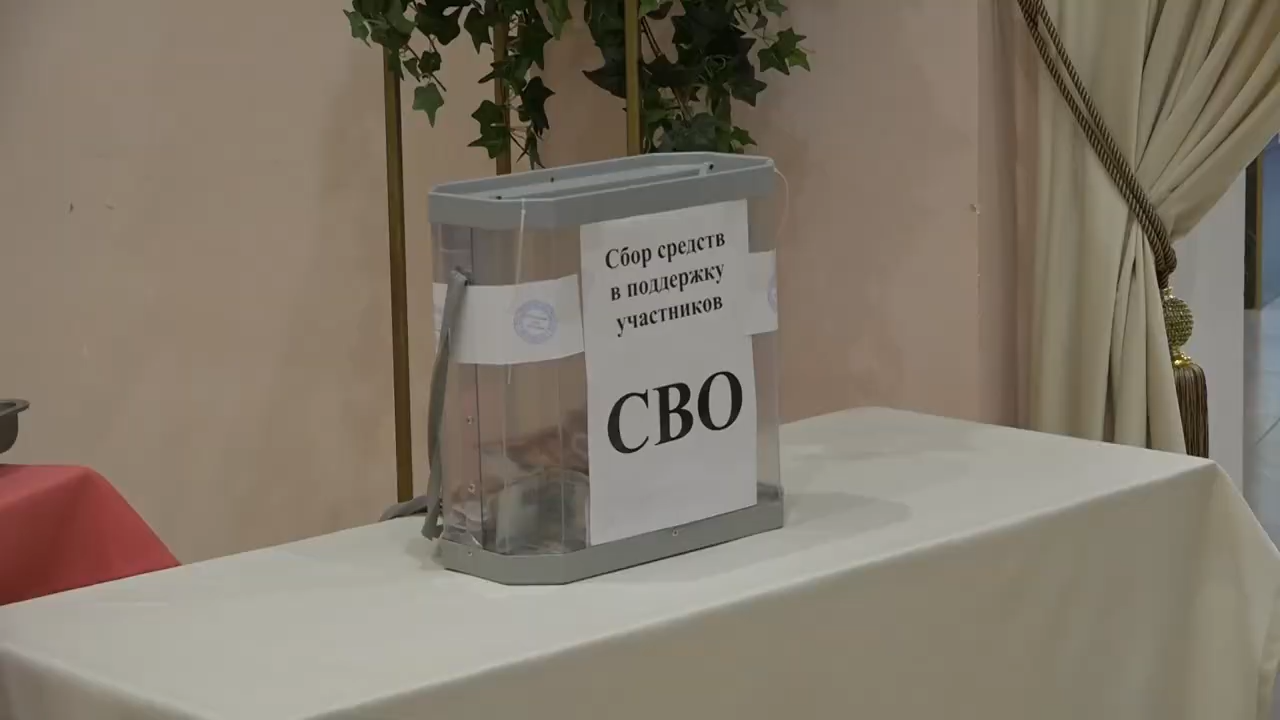 Сбор средств
в поддержку
участников
СВО